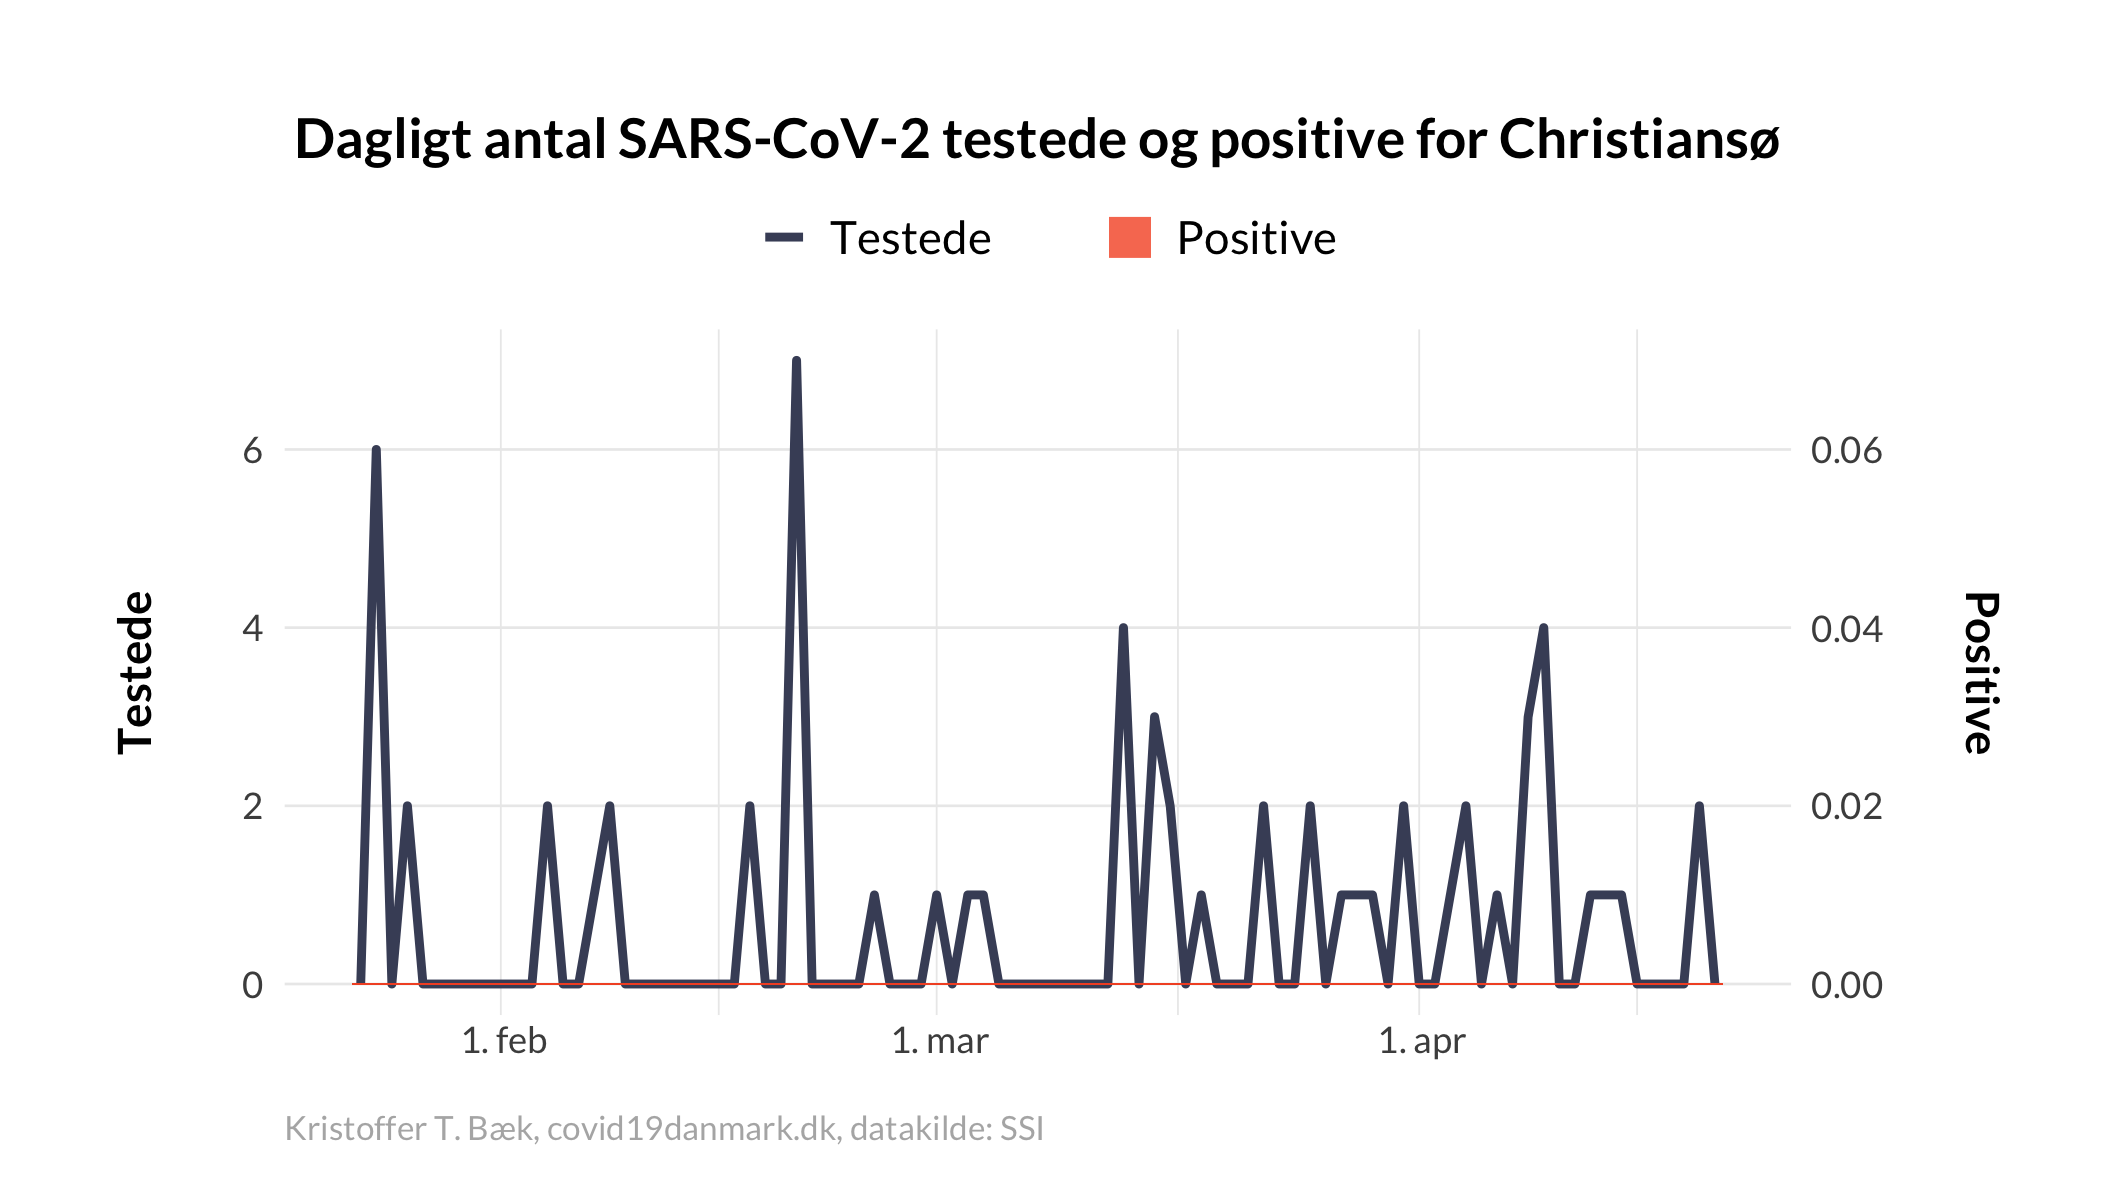 Dagligt antal SARS-CoV-2 testede og positive for Christiansø
Testede
Positive
6
4
2
0
0.06
0.04
0.02
0.00
Testede
Positive
1. feb
1. mar
1. apr
Kristoffer T. Bæk, covid19danmark.dk, datakilde: SSI